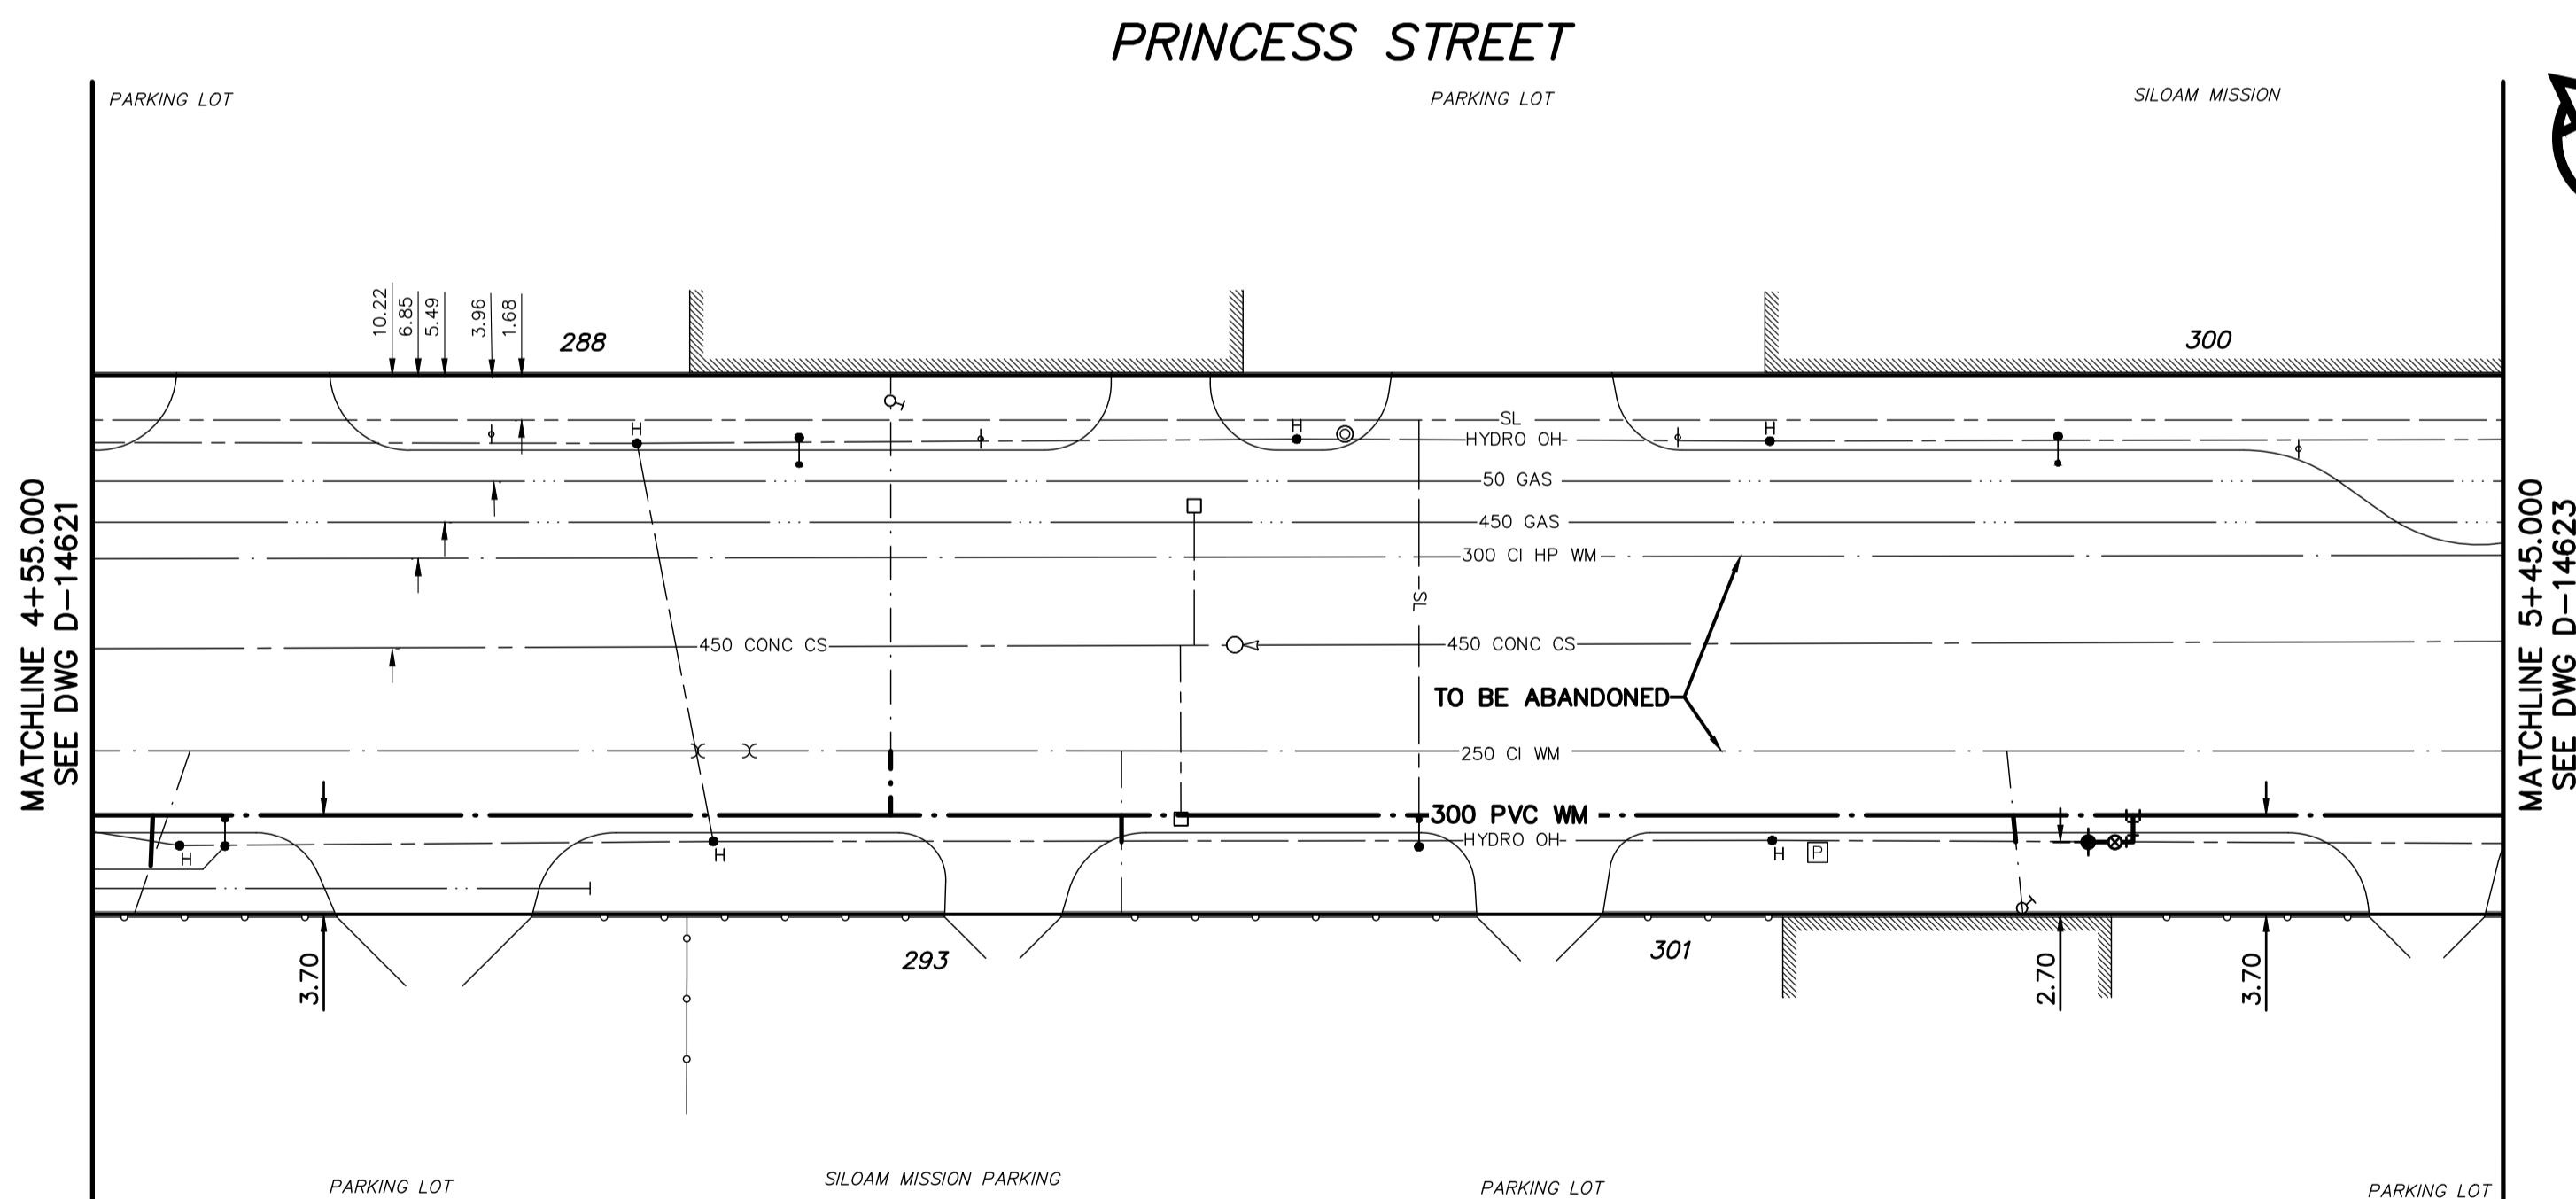 PRINCESS STREET
PARKING LOT
PARKING LOT
SILOAM MISSION
10.22
6.85
5.49
3.96
1.68
288
300
MATCHLINE 4+55.000
SEE DWG D-14621
MATCHLINE 5+45.000
SEE DWG D-14623
SL
H
H
H
HYDRO OH
50 GAS
450 GAS
300 CI HP WM
SL
450 CONC CS
450 CONC CS
TO BE ABANDONED
250 CI WM
300 PVC WM
HYDRO OH
H
H
H
P
3.70
293
301
2.70
3.70
PARKING LOT
SILOAM MISSION PARKING
PARKING LOT
PARKING LOT